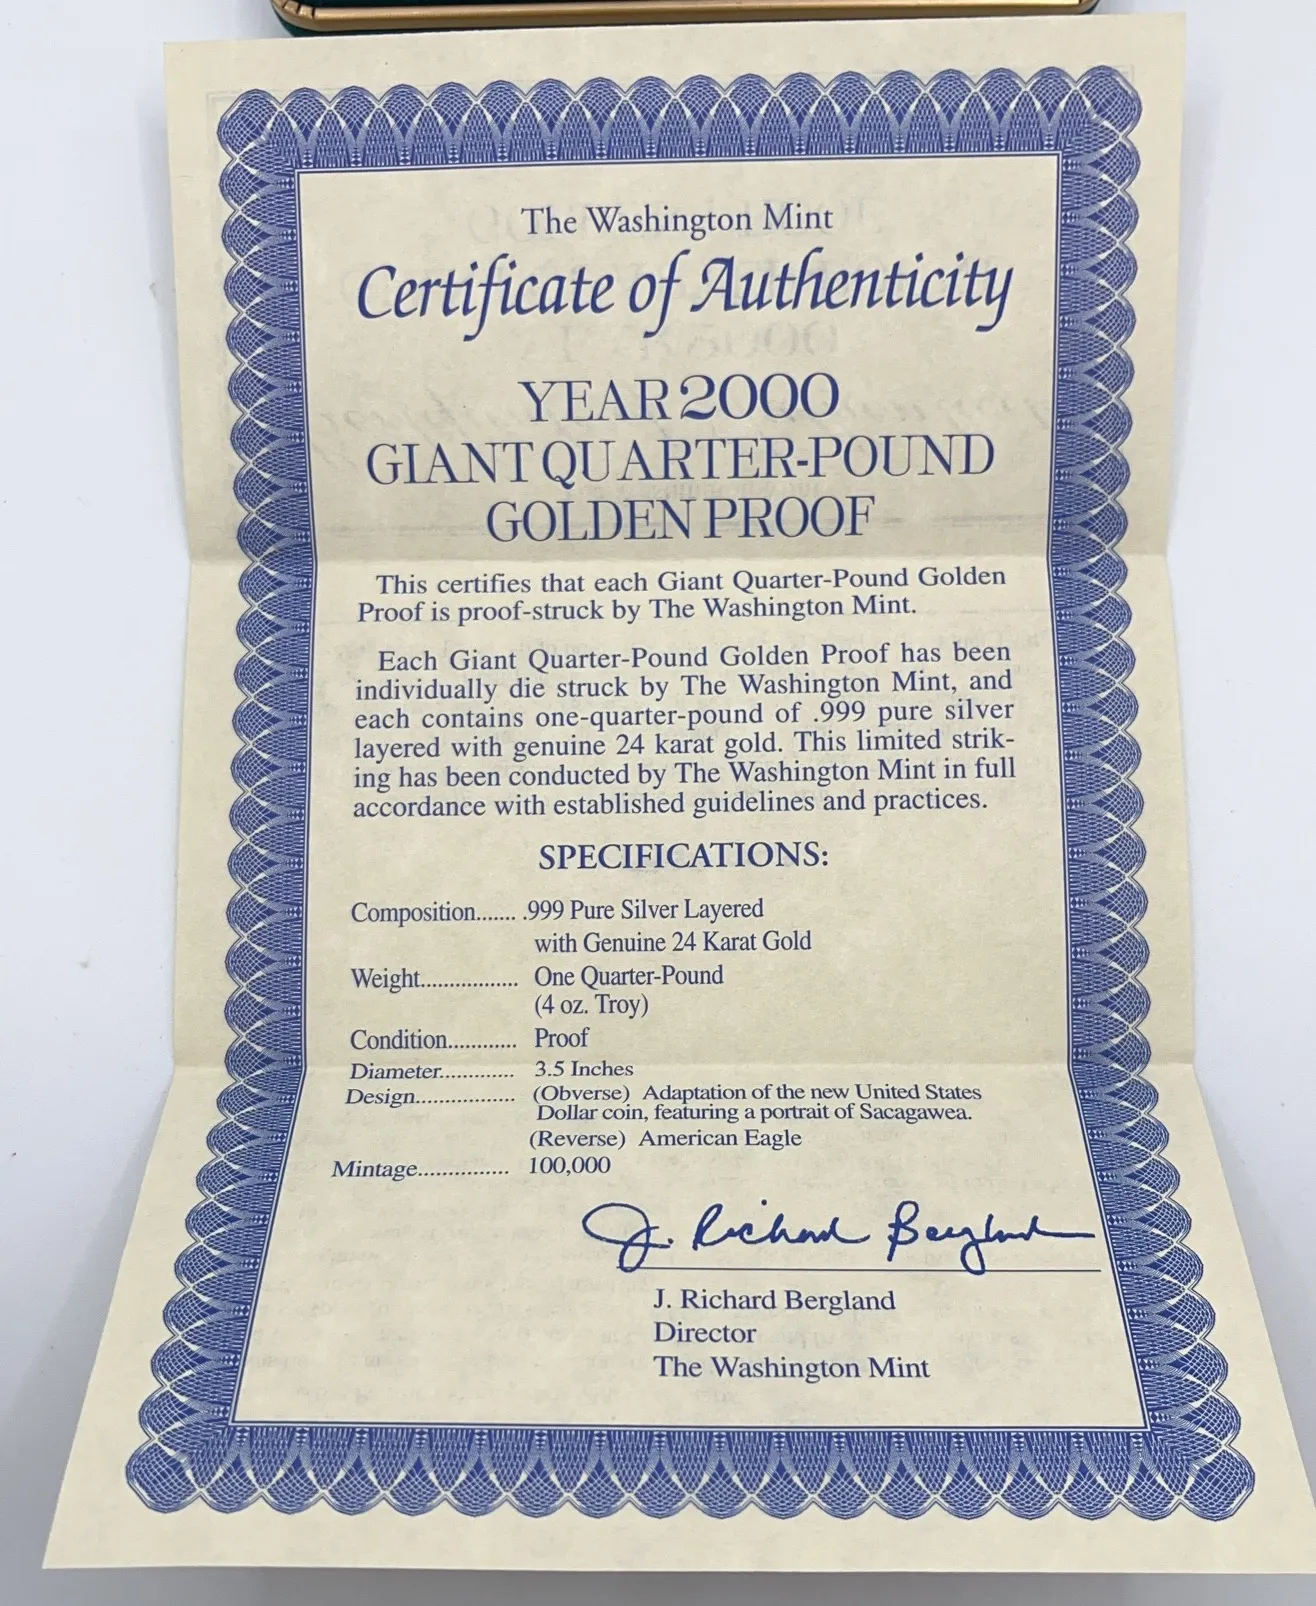 The Washington Mint
Certificate of Authenticity
YEAR 2000
GIANT QUARTER-POUND
GOLDEN PROOF
This certifies that each Giant Quarter-Pound Golden
Proof is proof-struck by The Washington Mint.
Each Giant Quarter-Pound Golden Proof has been
individually die struck by The Washington Mint, and
each contains one-quarter-pound of .999 pure silver
layered with genuine 24 karat gold. This limited strik-
ing has been conducted by The Washington Mint in full
accordance with established guidelines and practices.
SPECIFICATIONS:
Composition....... .999 Pure Silver Layered
with Genuine 24 Karat Gold
Weight................. One Quarter-Pound
(4 oz. Troy)
Condition............ Proof
Diameter............. 3.5 Inches
Design................. (Obverse) Adaptation of the new United States
Dollar coin, featuring a portrait of Sacagawea.
(Reverse) American Eagle
Mintage............... 100,000
J. Richard Bergland
J. Richard Bergland
Director
The Washington Mint